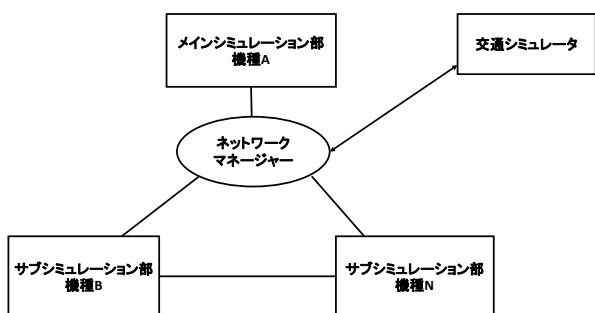 メインシミュレーション部
機種A
交通シミュレータ
ネットワーク
マネージャー
サブシミュレーション部
機種B
サブシミュレーション部
機種N